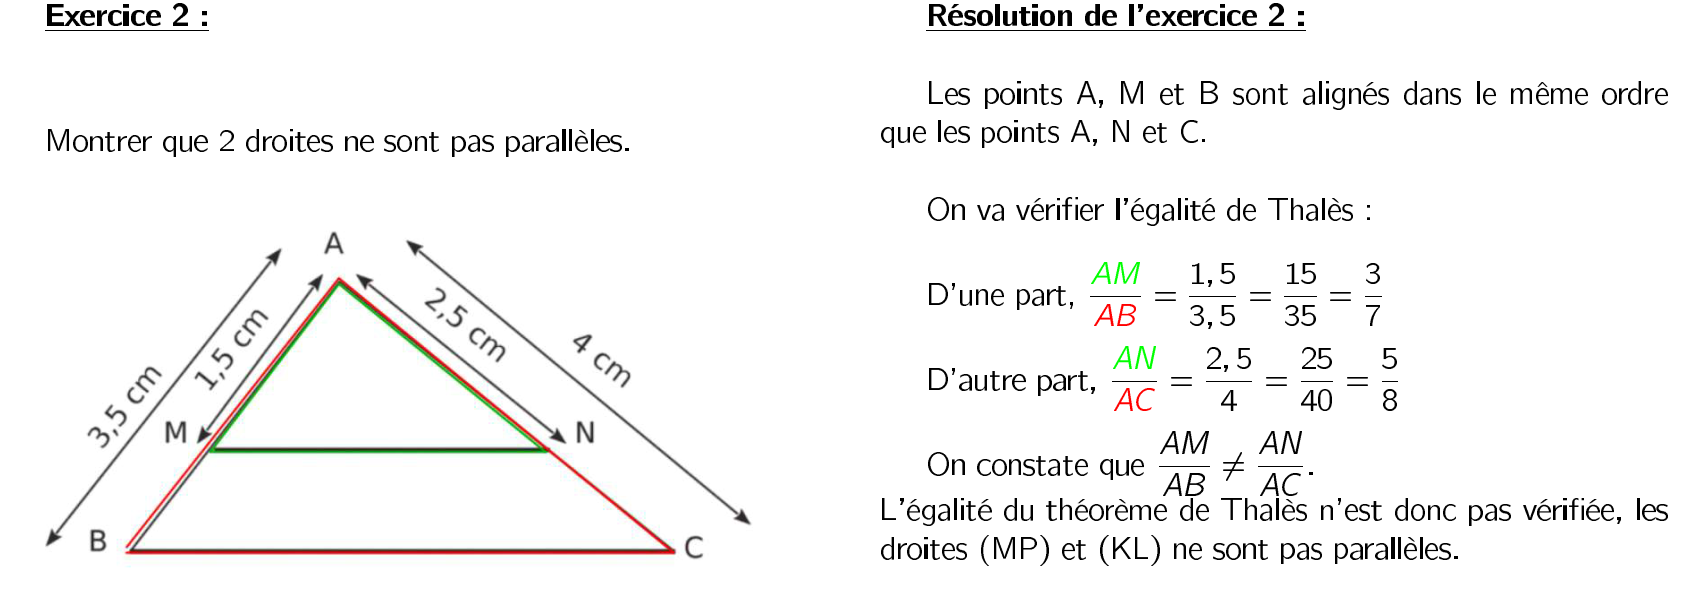 Exercice 2 :
Montrer que 2 droites ne sont pas parallèles.
A
3,5 cm
1,5 cm
2,5 cm
4 cm
M
N
B
C
Résolution de l'exercice 2 :
Les points A, M et B sont alignés dans le même ordre
que les points A, N et C.
On va vérifier l'égalité de Thalès :
D'une part, AM/AB = 1,5/3,5 = 15/35 = 3/7
D'autre part, AN/AC = 2,5/4 = 25/40 = 5/8
On constate que AM/AB ≠ AN/AC.
L'égalité du théorème de Thalès n'est donc pas vérifiée, les
droites (MP) et (KL) ne sont pas parallèles.